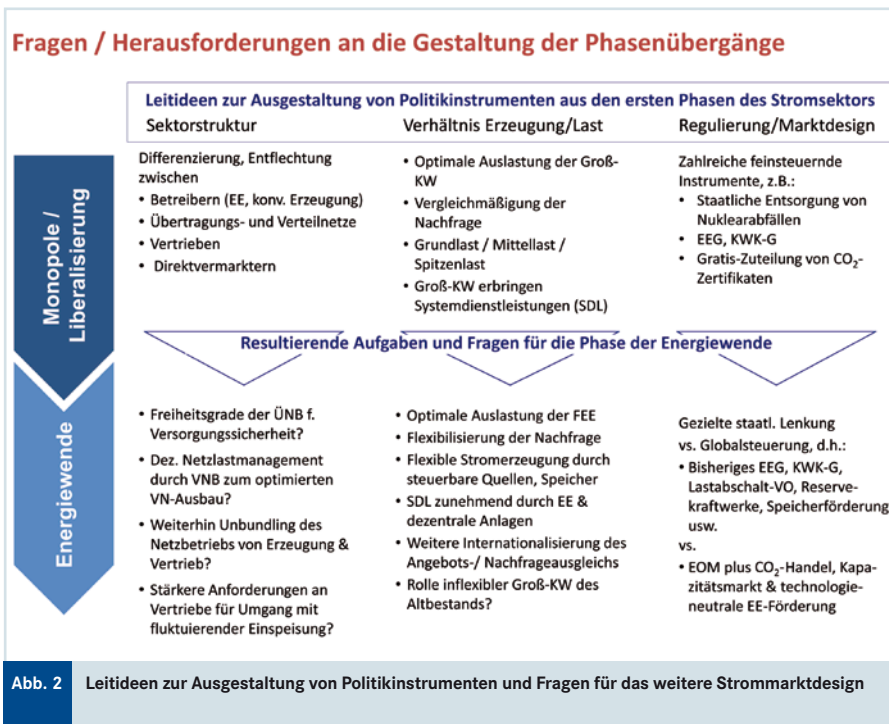 Fragen / Herausforderungen an die Gestaltung der Phasenübergänge
Leitideen zur Ausgestaltung von Politikinstrumenten aus den ersten Phasen des Stromsektors
Sektorstruktur
Verhältnis Erzeugung/Last
Regulierung/Marktdesign
Monopole /
Liberalisierung
Differenzierung, Entflechtung
zwischen
• Betreibern (EE, konv. Erzeugung)
• Übertragungs- und Verteilnetze
• Vertrieben
• Direktvermarktern
• Optimale Auslastung der Groß-
KW
• Vergleichmäßigung der
Nachfrage
• Grundlast / Mittellast /
Spitzenlast
• Groß-KW erbringen
Systemdienstleistungen (SDL)
Zahlreiche feinsteuernde
Instrumente, z.B.:
• Staatliche Entsorgung von
Nuklearabfällen
• EEG, KWK-G
• Gratis-Zuteilung von CO₂-
Zertifikaten
Resultierende Aufgaben und Fragen für die Phase der Energiewende
Energiewende
• Freiheitsgrade der ÜNB f.
Versorgungssicherheit?
• Dez. Netzlastmanagement
durch VNB zum optimierten
VN-Ausbau?
• Weiterhin Unbundling des
Netzbetriebs von Erzeugung &
Vertrieb?
• Stärkere Anforderungen an
Vertriebe für Umgang mit
fluktuierender Einspeisung?
• Optimale Auslastung der FEE
• Flexibilisierung der Nachfrage
• Flexible Stromerzeugung durch
steuerbare Quellen, Speicher
• SDL zunehmend durch EE &
dezentrale Anlagen
• Weitere Internationalisierung des
Angebots-/ Nachfrageausgleichs
• Rolle inflexibler Groß-KW des
Altbestands?
Gezielte staatl. Lenkung
vs. Globalsteuerung, d.h.:
• Bisheriges EEG, KWK-G,
Lastabschalt-VO, Reserve-
kraftwerke, Speicherförderung
usw.
vs.
• EOM plus CO₂-Handel, Kapa-
zitätsmarkt & technologie-
neutrale EE-Förderung
Abb. 2 Leitideen zur Ausgestaltung von Politikinstrumenten und Fragen für das weitere Strommarktdesign